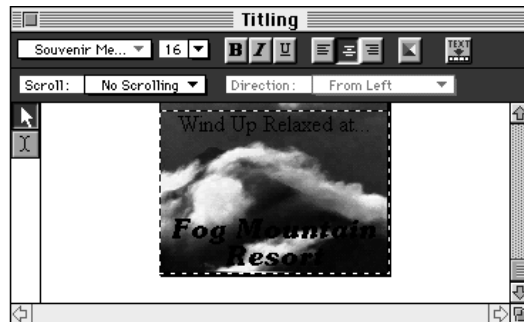 Titling
Souvenir Me... 16 B I U TEXT
Scroll: No Scrolling Direction: From Left
Wind Up Relaxed at...
Fog Mountain
Resort